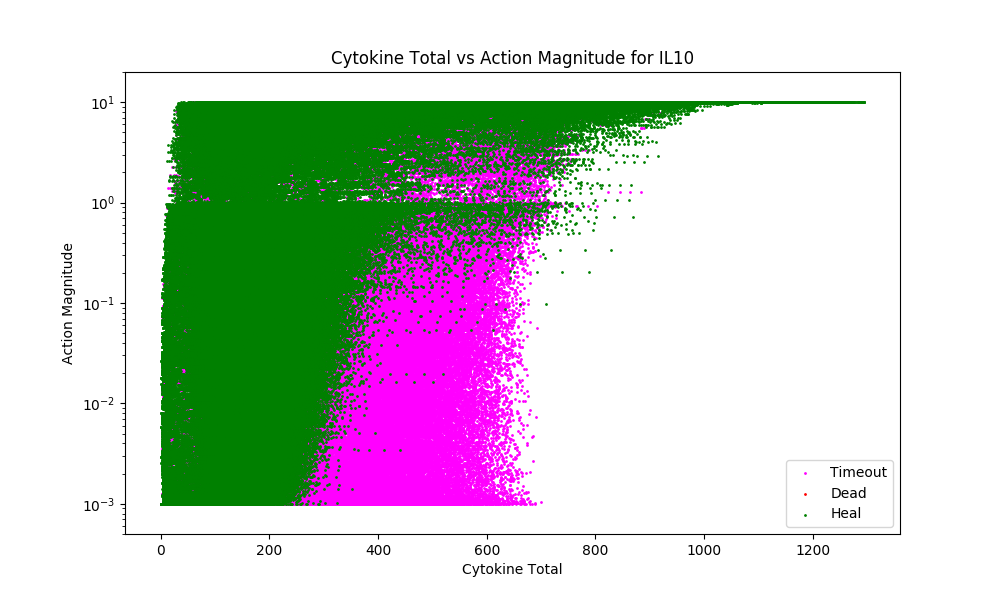 Cytokine Total vs Action Magnitude for IL10
Action Magnitude
10¹
10⁰
10⁻¹
10⁻²
10⁻³
0 200 400 600 800 1000 1200
Cytokine Total
Timeout
Dead
Heal